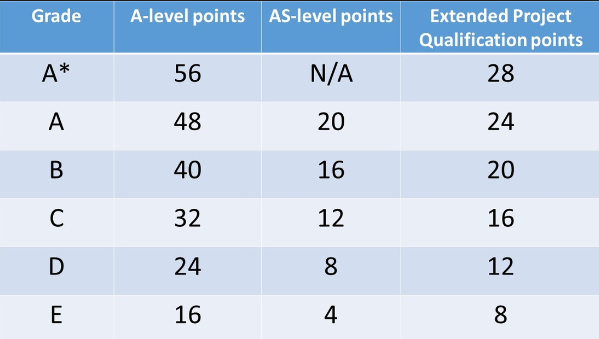 Grade A-level points AS-level points Extended Project
Qualification points
A* 56 N/A 28
A 48 20 24
B 40 16 20
C 32 12 16
D 24 8 12
E 16 4 8